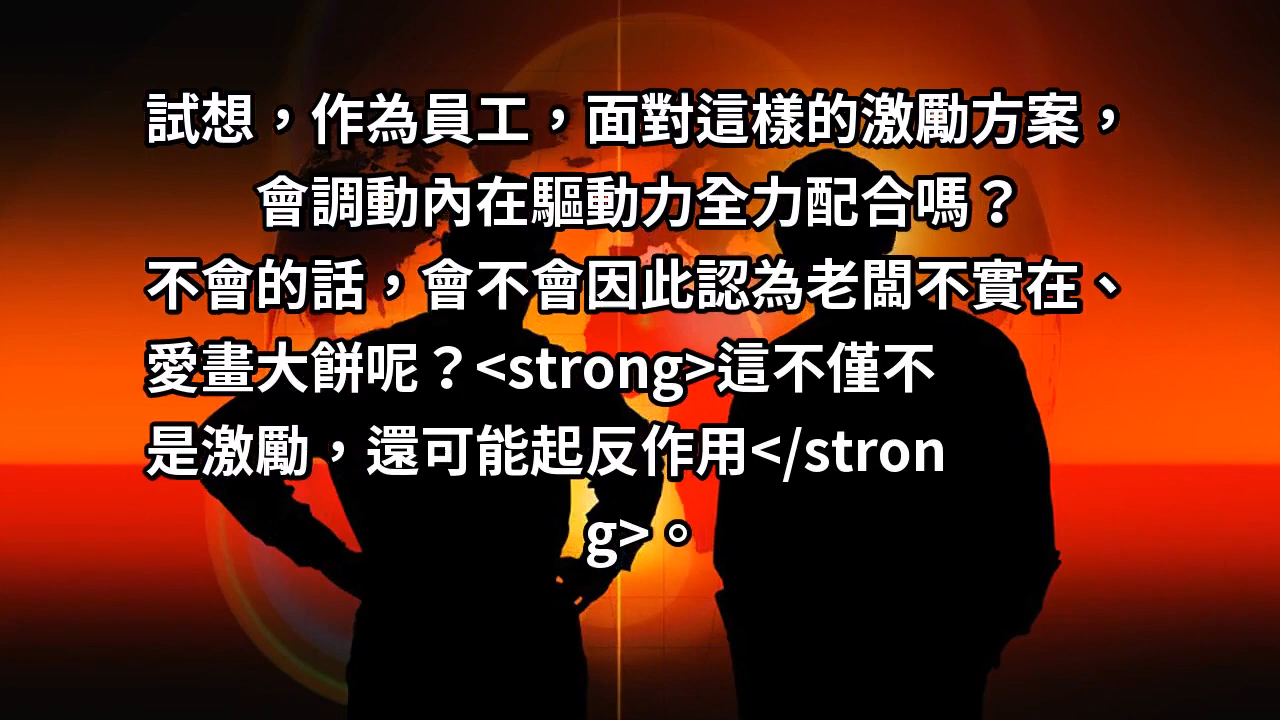 試想，作為員工，面對這樣的激勵方案，
會調動內在驅動力全力配合嗎？
不會的話，會不會因此認為老闆不實在、
愛畫大餅呢？<strong>這不僅不
是激勵，還可能起反作用</stron
g>。